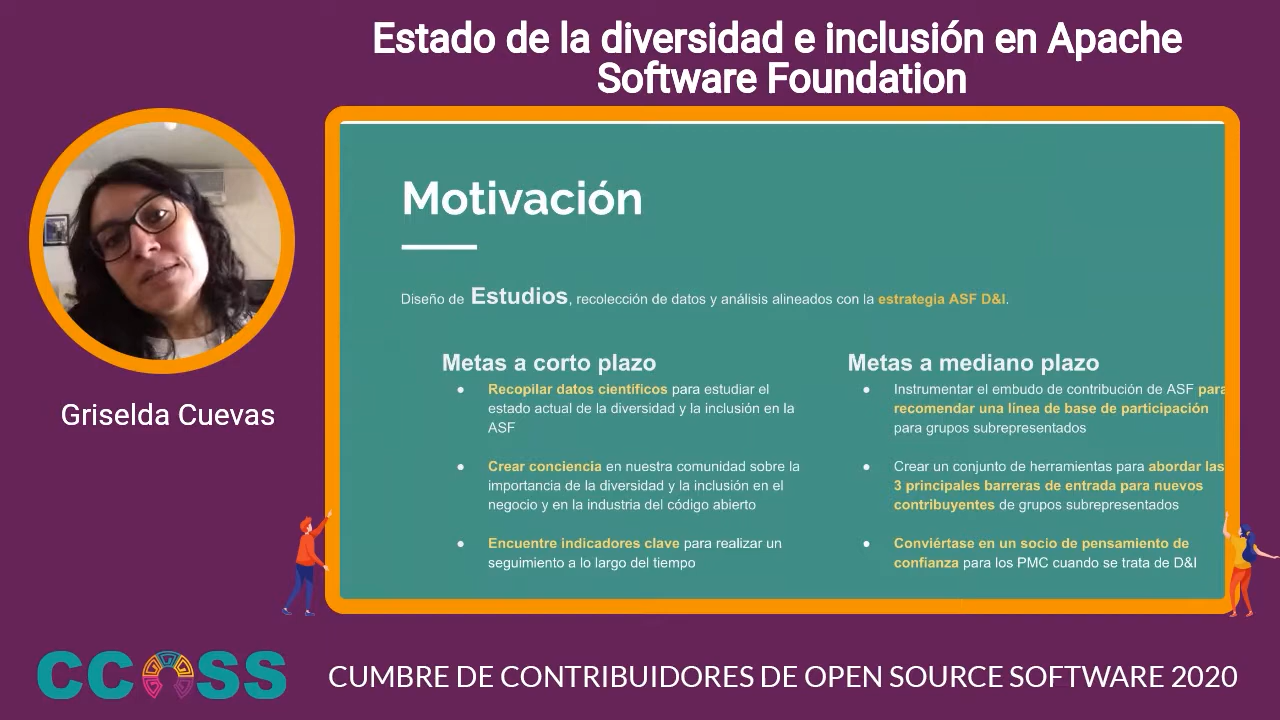 Estado de la diversidad e inclusión en Apache
Software Foundation
Griselda Cuevas
Motivación
Diseño de Estudios, recolección de datos y análisis alineados con la estrategia ASF D&I.
Metas a corto plazo
● Recopilar datos científicos para estudiar el
estado actual de la diversidad y la inclusión en la
ASF
● Crear conciencia en nuestra comunidad sobre la
importancia de la diversidad y la inclusión en el
negocio y en la industria del código abierto
● Encuentre indicadores clave para realizar un
seguimiento a lo largo del tiempo
Metas a mediano plazo
● Instrumentar el embudo de contribución de ASF para
recomendar una línea de base de participación
para grupos subrepresentados
● Crear un conjunto de herramientas para abordar las
3 principales barreras de entrada para nuevos
contribuyentes de grupos subrepresentados
● Conviértase en un socio de pensamiento de
confianza para los PMC cuando se trata de D&I
CCOSS
CUMBRE DE CONTRIBUIDORES DE OPEN SOURCE SOFTWARE 2020